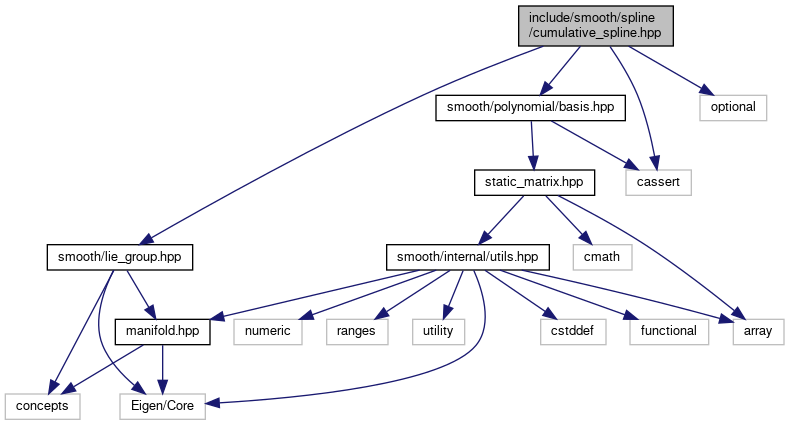 include/smooth/spline
/cumulative_spline.hpp
smooth/polynomial/basis.hpp
optional
static_matrix.hpp
cassert
smooth/lie_group.hpp
smooth/internal/utils.hpp
cmath
manifold.hpp
numeric
ranges
utility
cstddef
functional
array
concepts
Eigen/Core